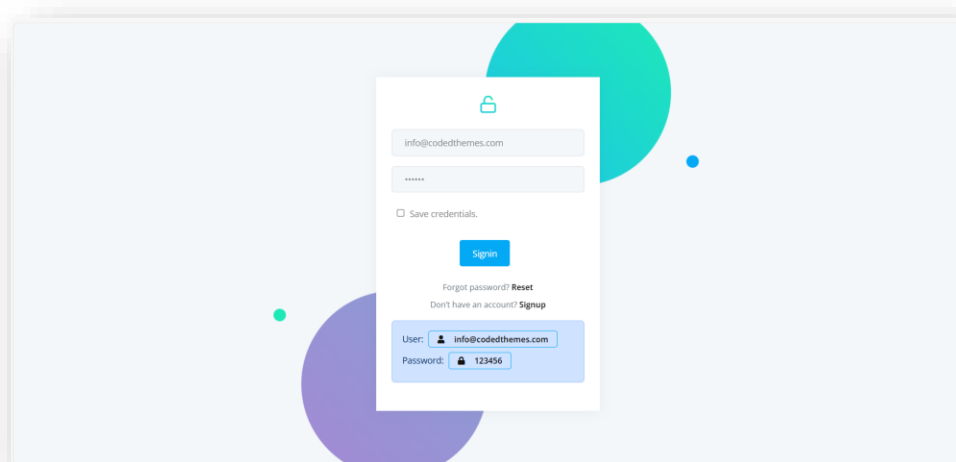 info@codedthemes.com
••••••
Save credentials.
Signin
Forgot password? Reset
Don't have an account? Signup
User: info@codedthemes.com
Password: 123456